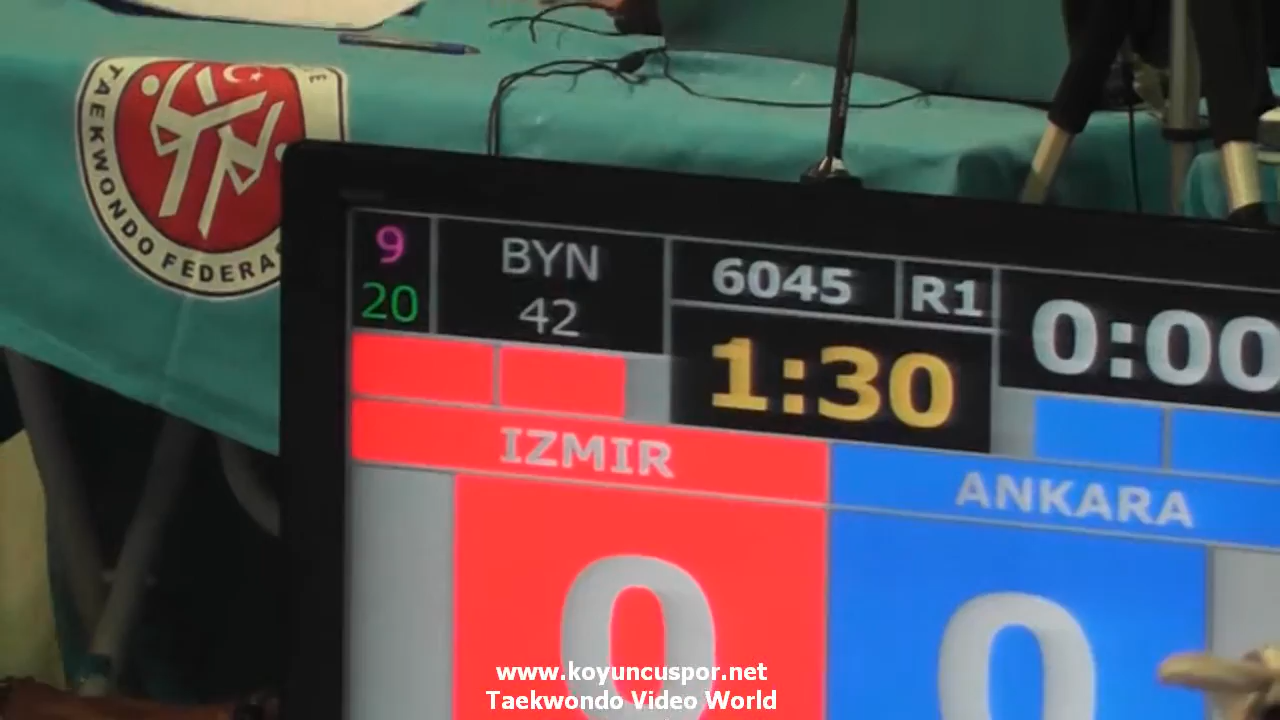 TAEKWONDO FEDERA
E
9
20
BYN
42
6045
R1
0:00
1:30
IZMIR
ANKARA
0
0
www.koyuncuspor.net
Taekwondo Video World